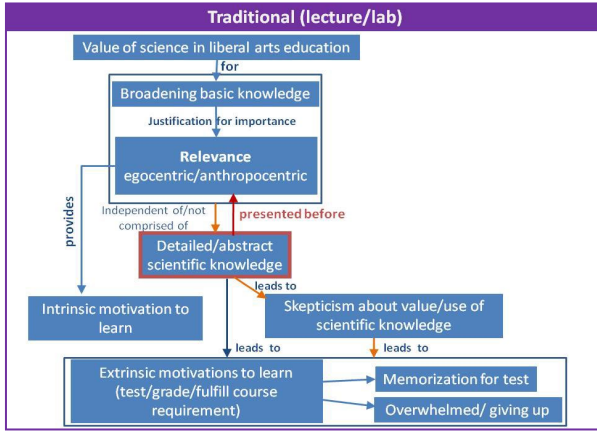 Traditional (lecture/lab)
Value of science in liberal arts education
for
Broadening basic knowledge
Justification for importance
Relevance
egocentric/anthropocentric
provides
Independent of/not
comprised of
presented before
Detailed/abstract
scientific knowledge
leads to
Intrinsic motivation to
learn
Skepticism about value/use of
scientific knowledge
leads to
leads to
Extrinsic motivations to learn
(test/grade/fulfill course
requirement)
Memorization for test
Overwhelmed/ giving up